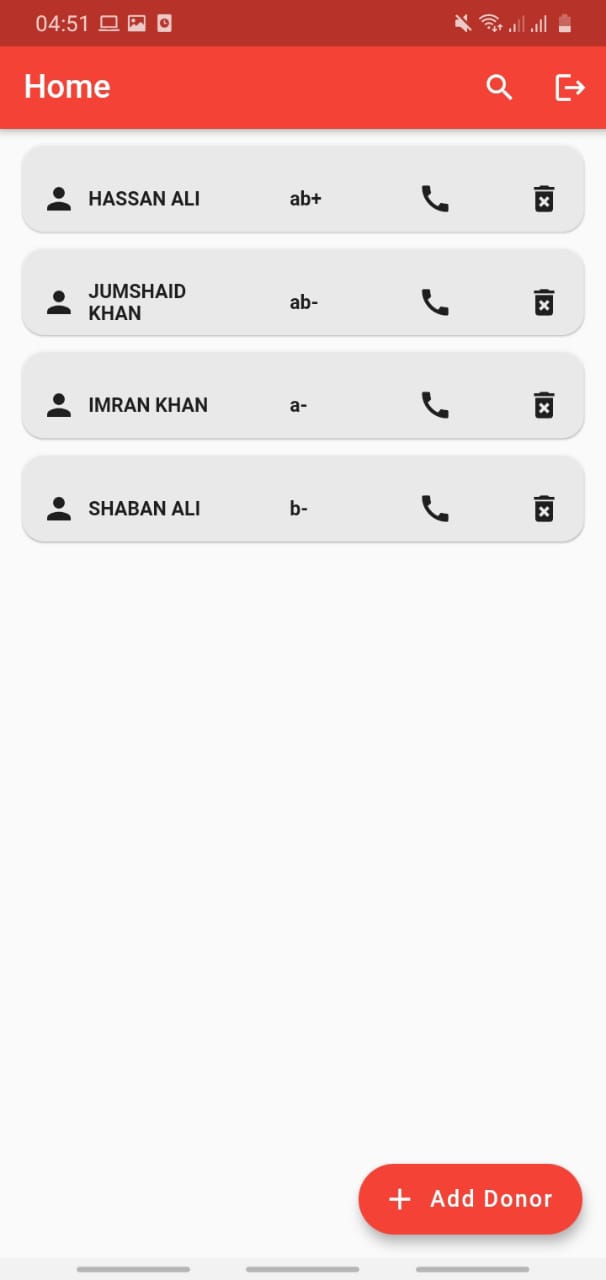 04:51
Home
HASSAN ALI ab+
JUMSHAID
KHAN ab-
IMRAN KHAN a-
SHABAN ALI b-
+ Add Donor